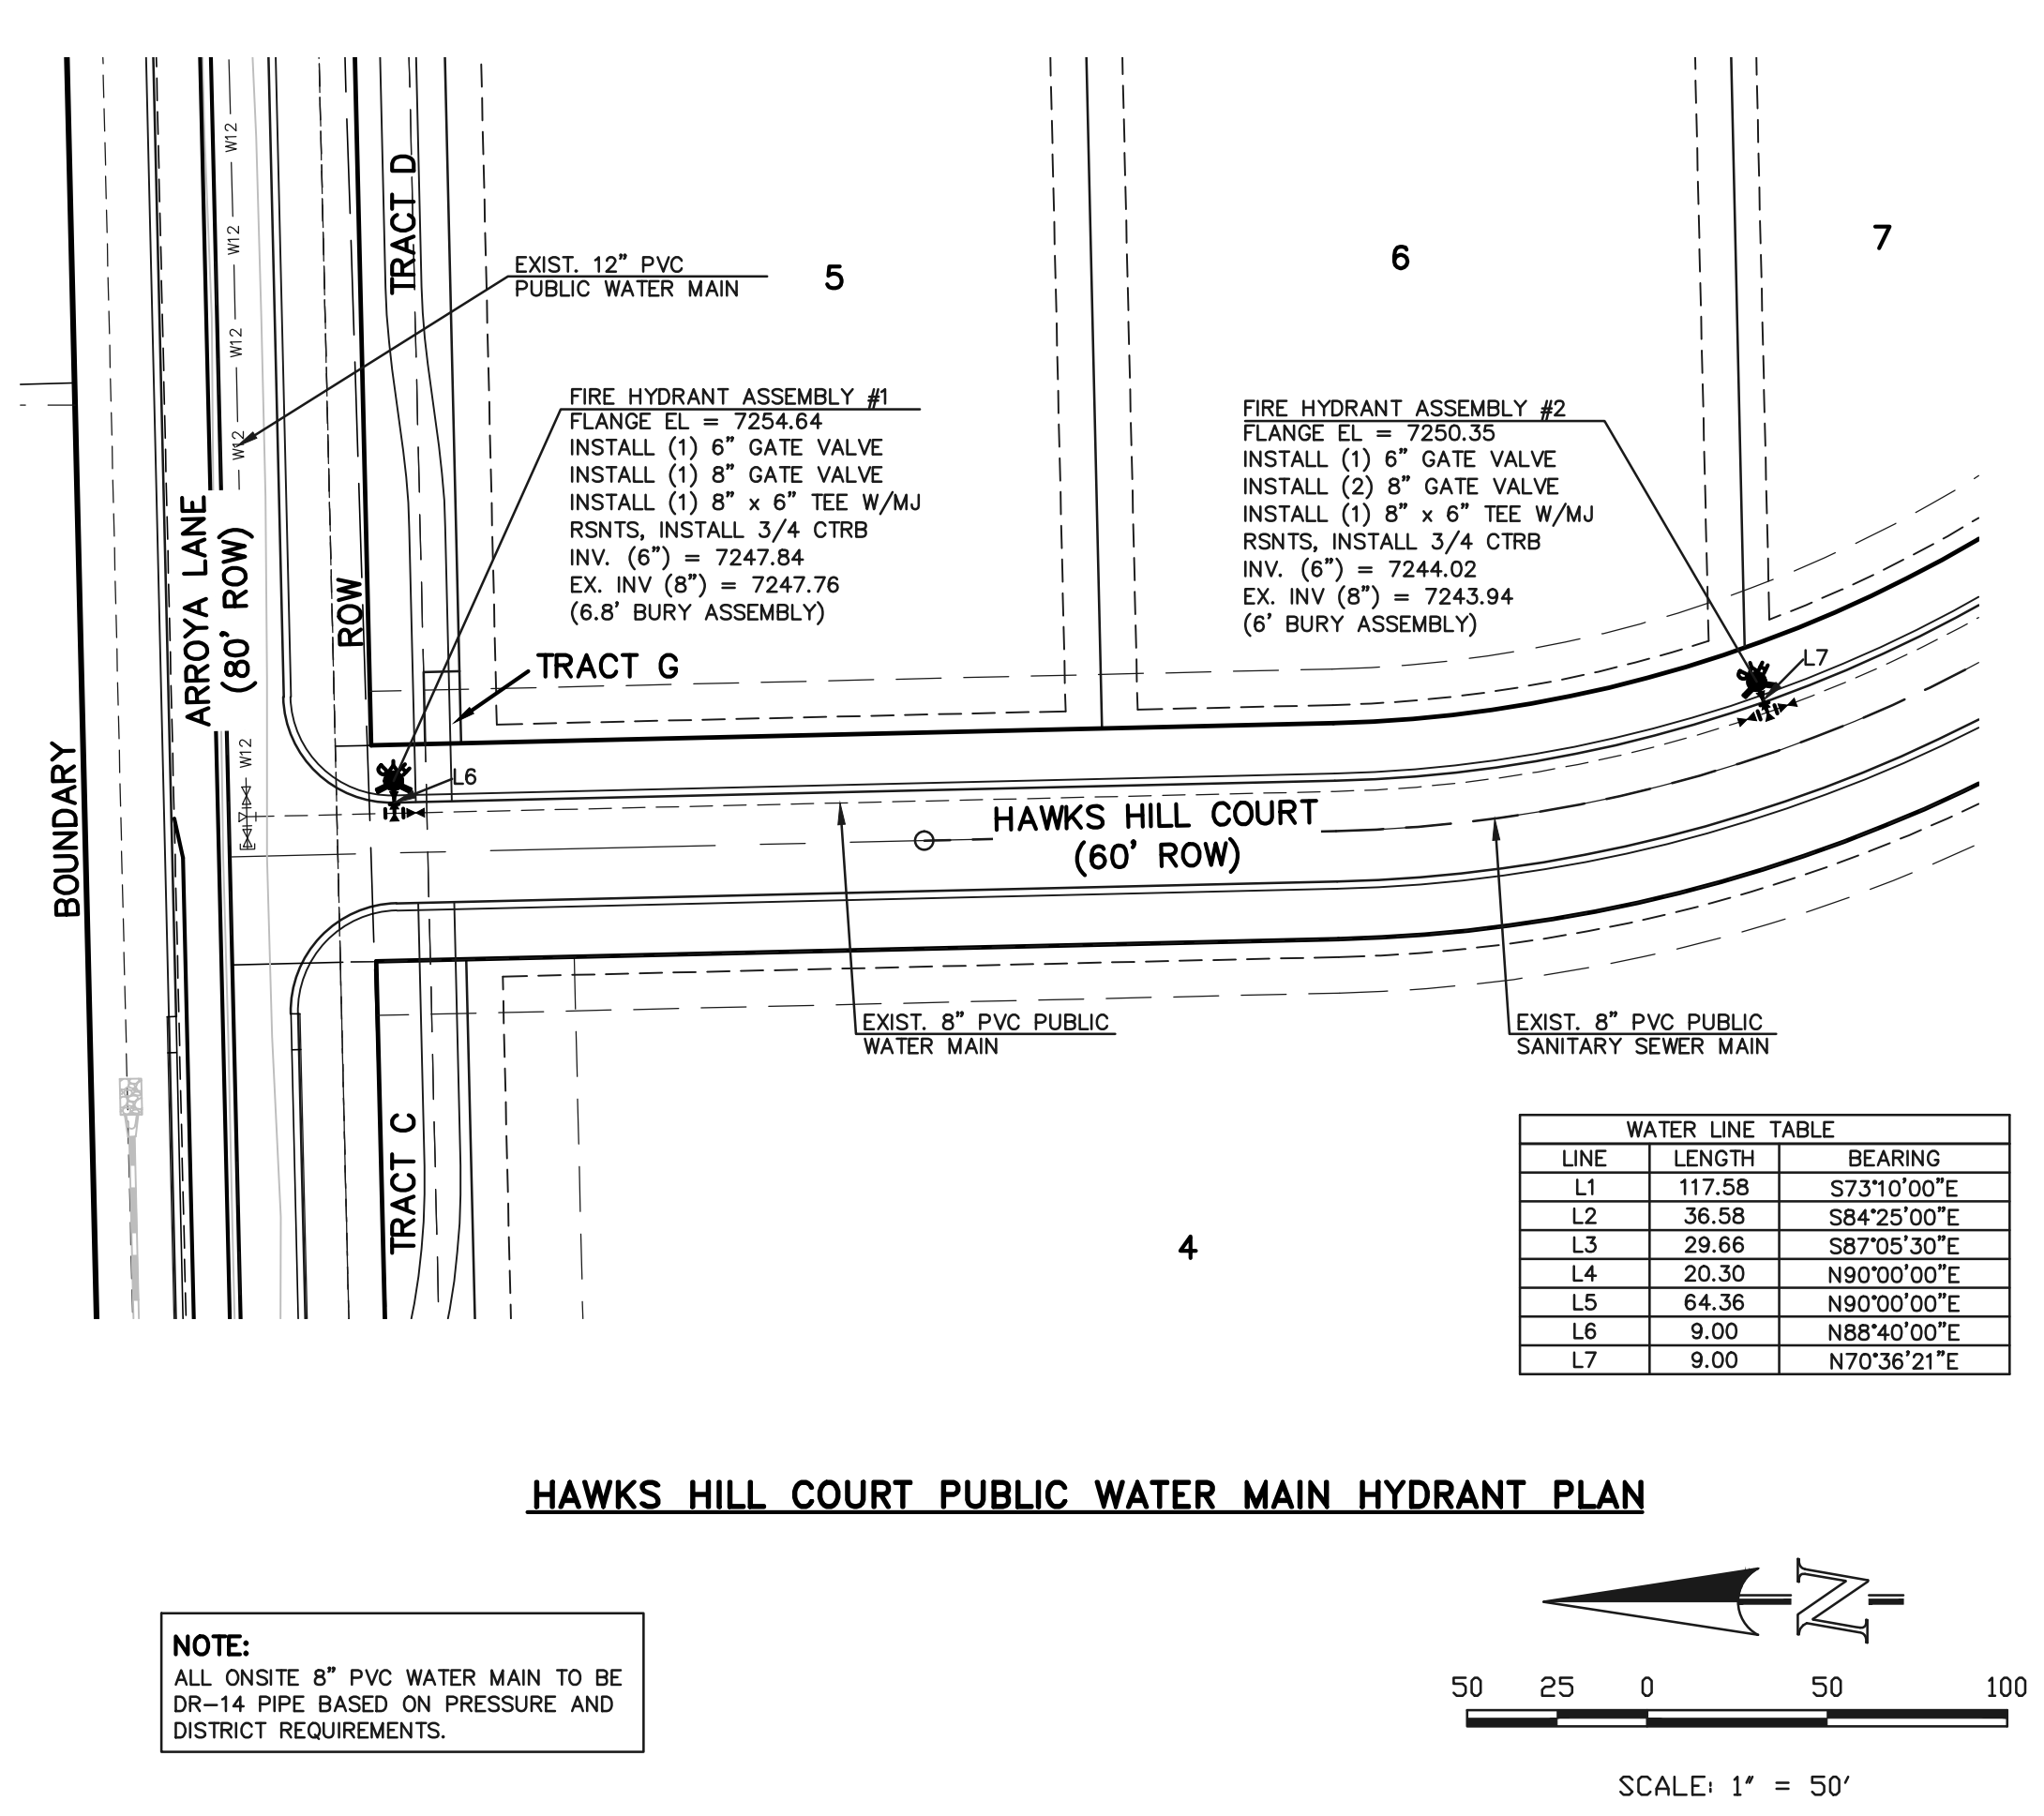 TRACT D
W12
W12
W12
W12
EXIST. 12” PVC
PUBLIC WATER MAIN
5
6
7
FIRE HYDRANT ASSEMBLY #1
FLANGE EL = 7254.64
INSTALL (1) 6” GATE VALVE
INSTALL (1) 8” GATE VALVE
INSTALL (1) 8” x 6” TEE W/MJ
RSNTS, INSTALL 3/4 CTRB
INV. (6”) = 7247.84
EX. INV (8”) = 7247.76
(6.8’ BURY ASSEMBLY)
FIRE HYDRANT ASSEMBLY #2
FLANGE EL = 7250.35
INSTALL (1) 6” GATE VALVE
INSTALL (2) 8” GATE VALVE
INSTALL (1) 8” x 6” TEE W/MJ
RSNTS, INSTALL 3/4 CTRB
INV. (6”) = 7244.02
EX. INV (8”) = 7243.94
(6’ BURY ASSEMBLY)
ARROYA LANE
(80’ ROW)
ROW
TRACT G
L7
W12
L6
BOUNDARY
HAWKS HILL COURT
(60’ ROW)
EXIST. 8” PVC PUBLIC
WATER MAIN
EXIST. 8” PVC PUBLIC
SANITARY SEWER MAIN
TRACT C
4
WATER LINE TABLE
LINE LENGTH BEARING
L1 117.58 S73°10’00”E
L2 36.58 S84°25’00”E
L3 29.66 S87°05’30”E
L4 20.30 N90°00’00”E
L5 64.36 N90°00’00”E
L6 9.00 N88°40’00”E
L7 9.00 N70°36’21”E
HAWKS HILL COURT PUBLIC WATER MAIN HYDRANT PLAN
N
NOTE:
ALL ONSITE 8” PVC WATER MAIN TO BE
DR-14 PIPE BASED ON PRESSURE AND
DISTRICT REQUIREMENTS.
50 25 0 50 100
SCALE: 1" = 50'